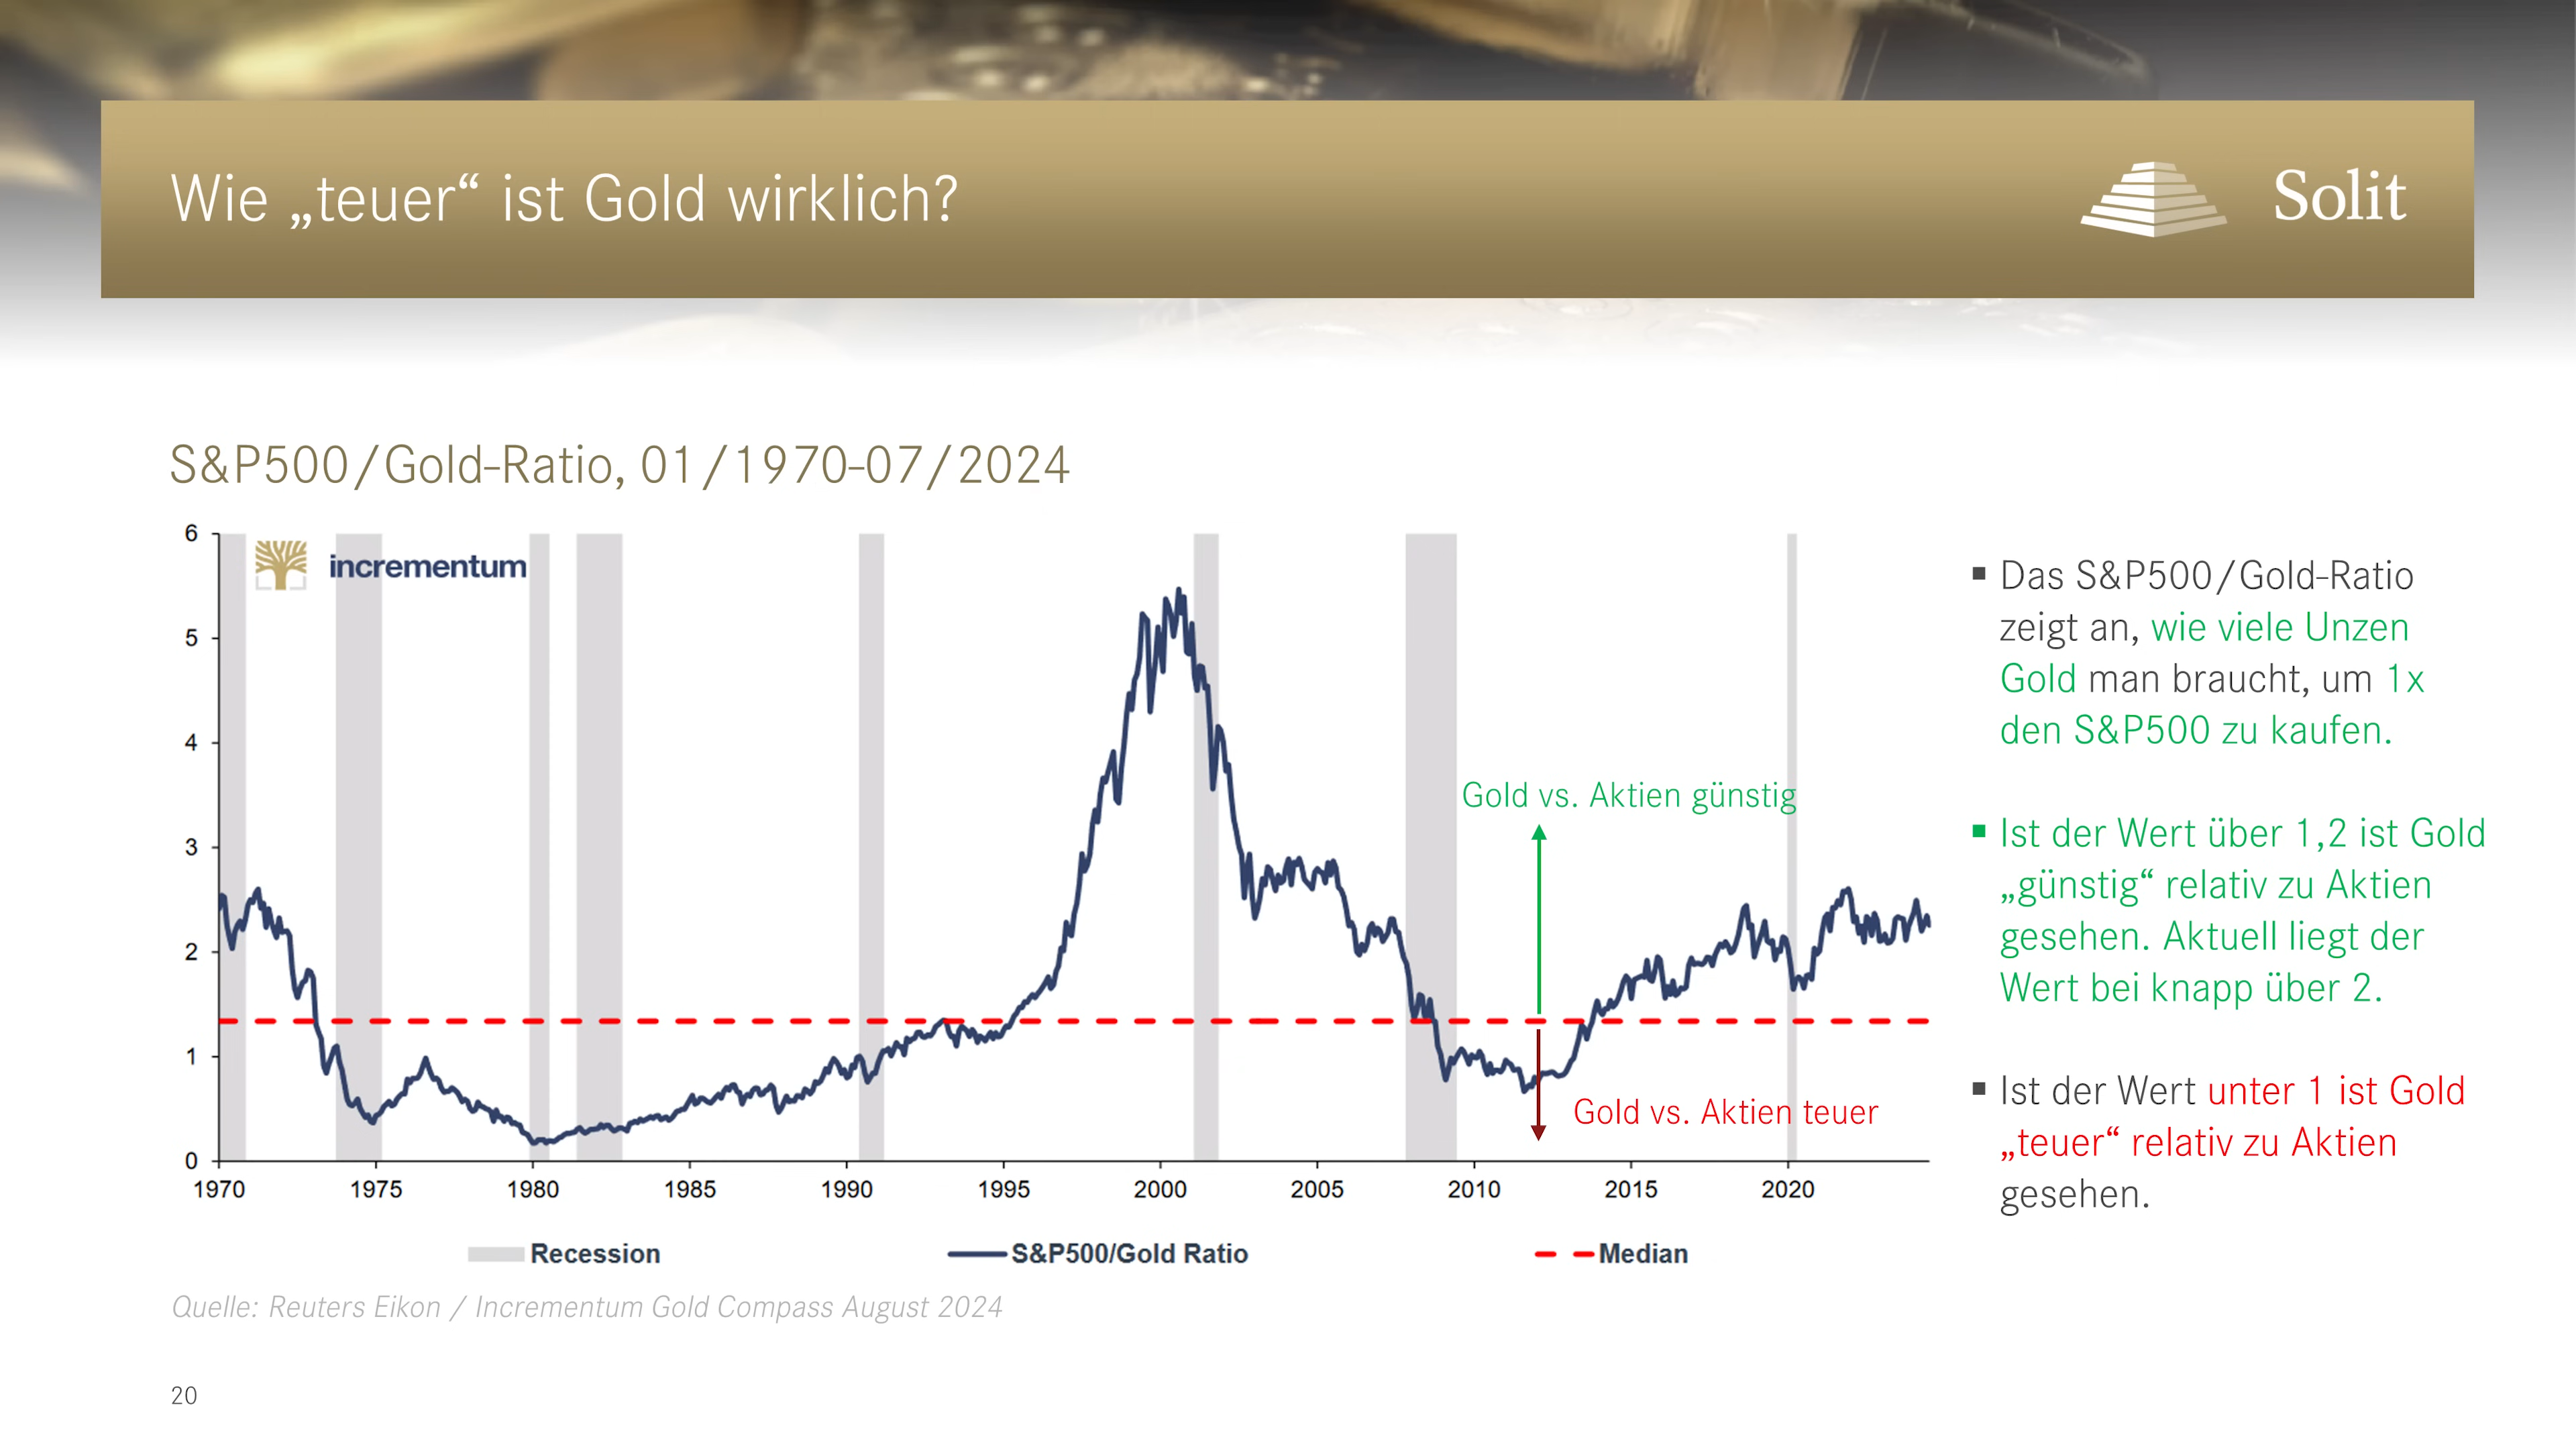 Wie „teuer“ ist Gold wirklich?
Solit
S&P500/Gold-Ratio, 01/1970-07/2024
incrementum
6
5
4
3
2
1
0
1970 1975 1980 1985 1990 1995 2000 2005 2010 2015 2020
Gold vs. Aktien günstig
Gold vs. Aktien teuer
Recession S&P500/Gold Ratio Median
▪ Das S&P500/Gold-Ratio
zeigt an, wie viele Unzen
Gold man braucht, um 1x
den S&P500 zu kaufen.
▪ Ist der Wert über 1,2 ist Gold
„günstig“ relativ zu Aktien
gesehen. Aktuell liegt der
Wert bei knapp über 2.
▪ Ist der Wert unter 1 ist Gold
„teuer“ relativ zu Aktien
gesehen.
Quelle: Reuters Eikon / Incrementum Gold Compass August 2024
20